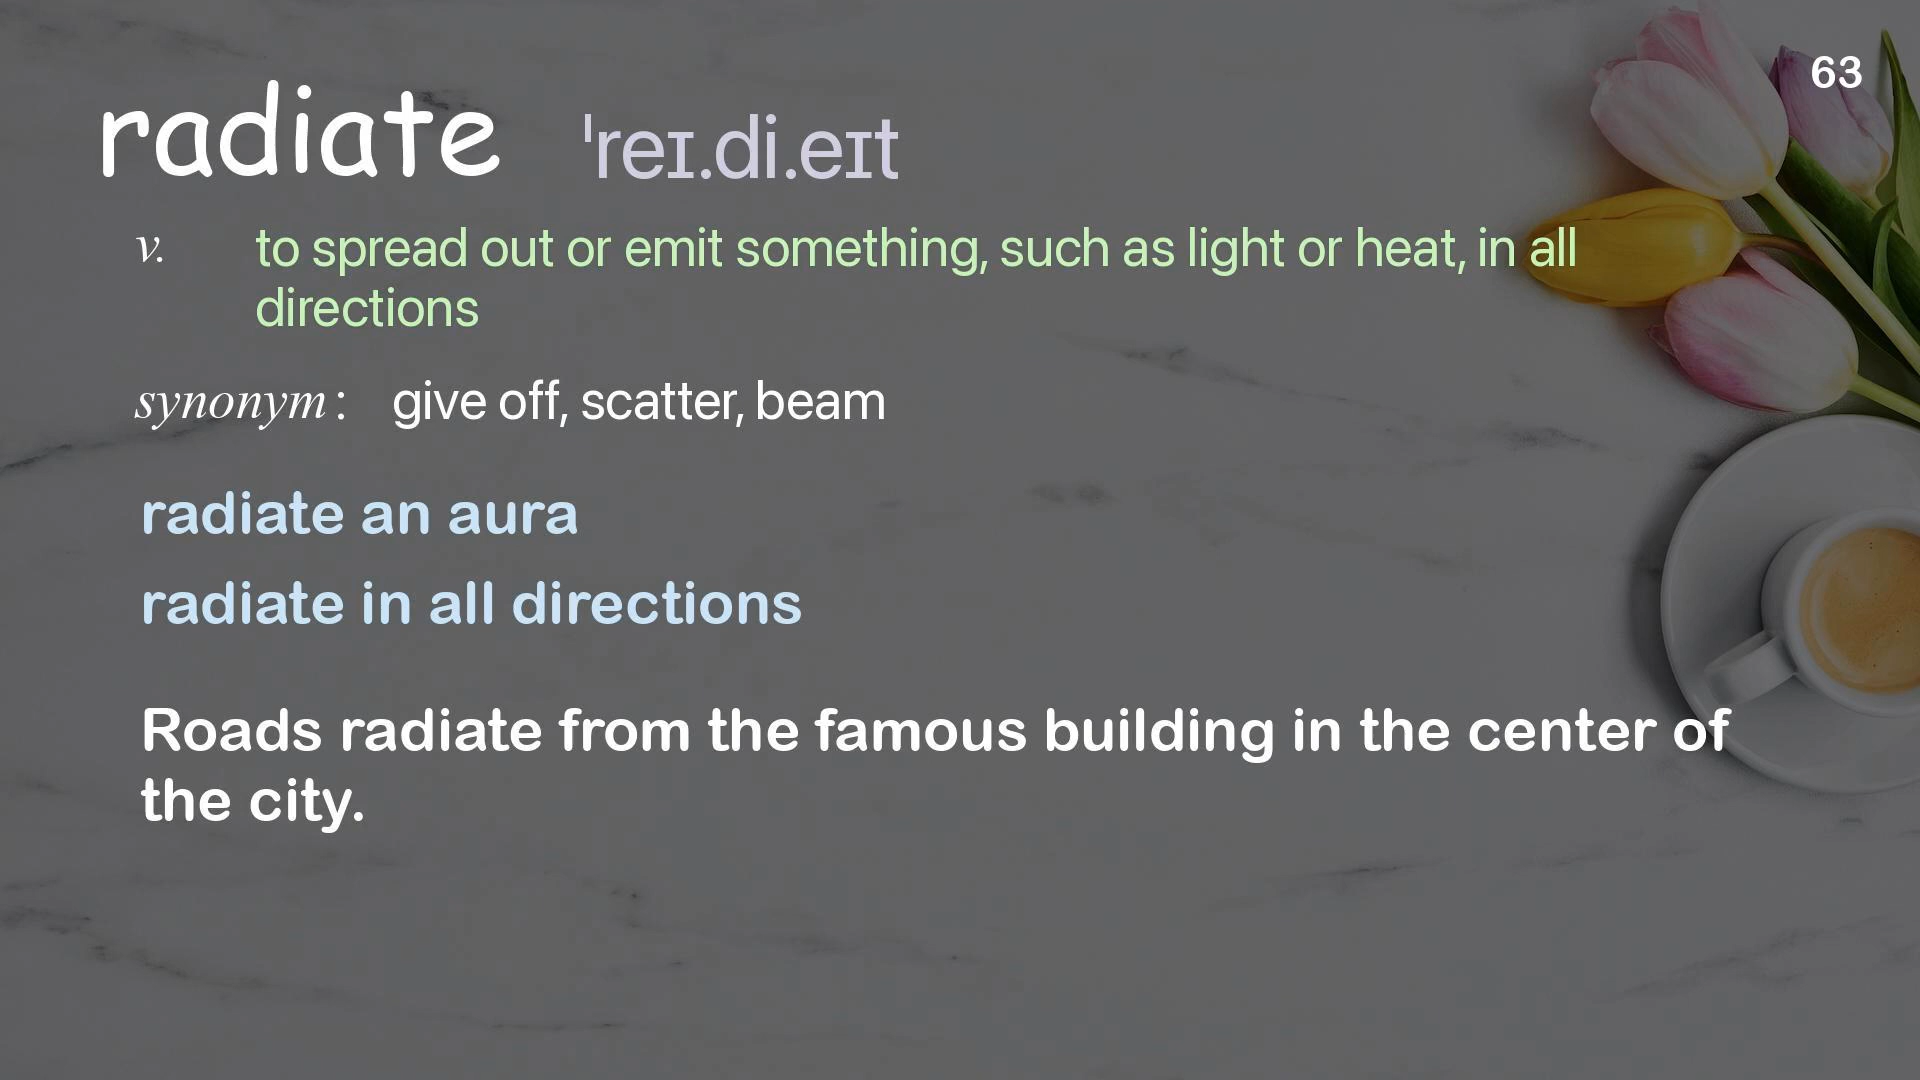 63
radiate ˈreɪ.di.eɪt
v. to spread out or emit something, such as light or heat, in all
directions
synonym: give off, scatter, beam
radiate an aura
radiate in all directions
Roads radiate from the famous building in the center of
the city.